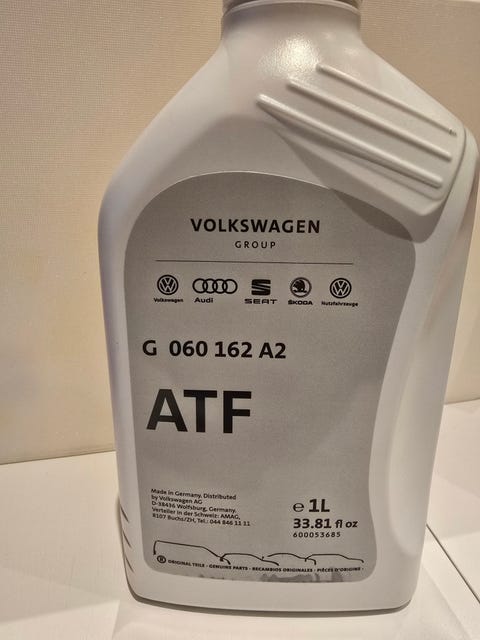 VOLKSWAGEN
GROUP
Volkswagen Audi SEAT ŠKODA Nutzfahrzeuge
G 060 162 A2
ATF
Made in Germany. Distributed
by Volkswagen AG
D-38436 Wolfsburg, Germany.
Verteiler in der Schweiz: AMAG,
8107 Buchs/ZH, Tel.: 044 846 11 11
e 1L
33.81 fl oz
600053685
ORIGINAL TEILE • GENUINE PARTS • RECAMBIOS ORIGINALES • PIÈCES D'ORIGINE •